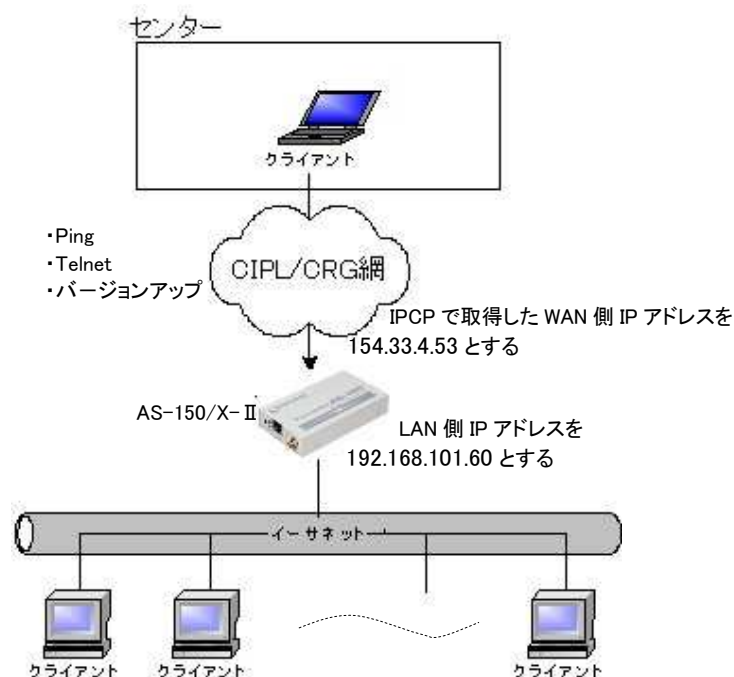 センター
クライアント
・Ping
・Telnet
・バージョンアップ
CIPL/CRG網
IPCP で取得した WAN 側 IP アドレスを
154.33.4.53 とする
AS-150/X-Ⅱ
LAN 側 IP アドレスを
192.168.101.60 とする
イーサネット
クライアント
クライアント
クライアント